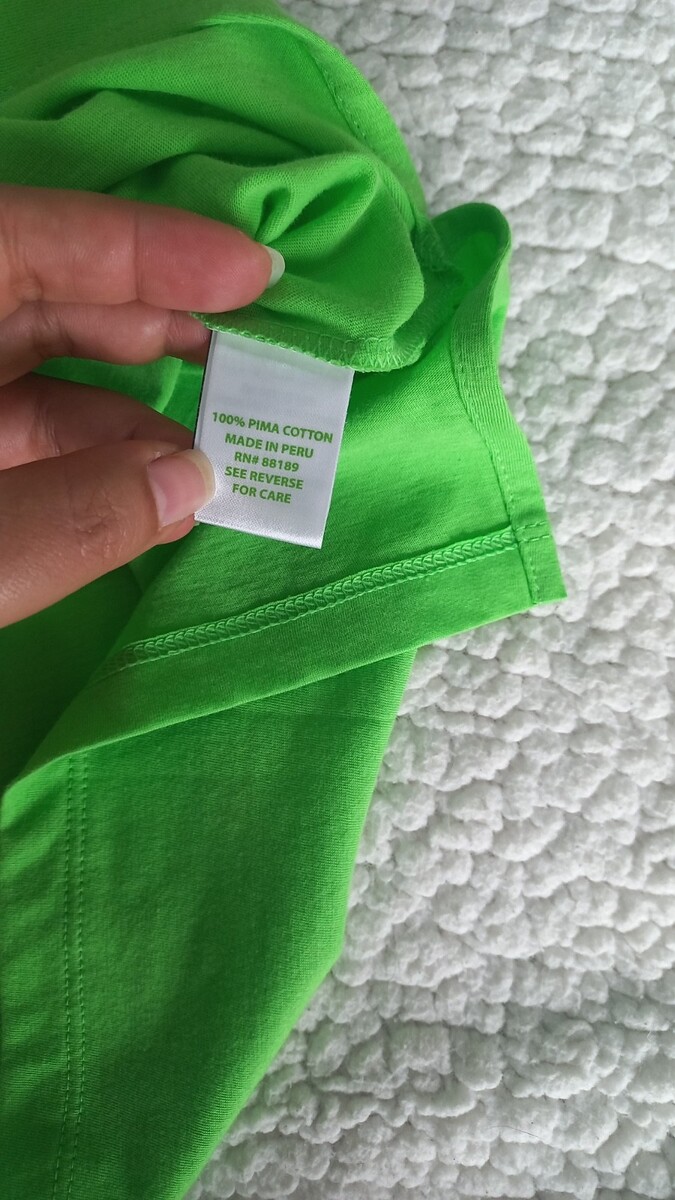 100% PIMA COTTON
MADE IN PERU
RN# 88189
SEE REVERSE
FOR CARE